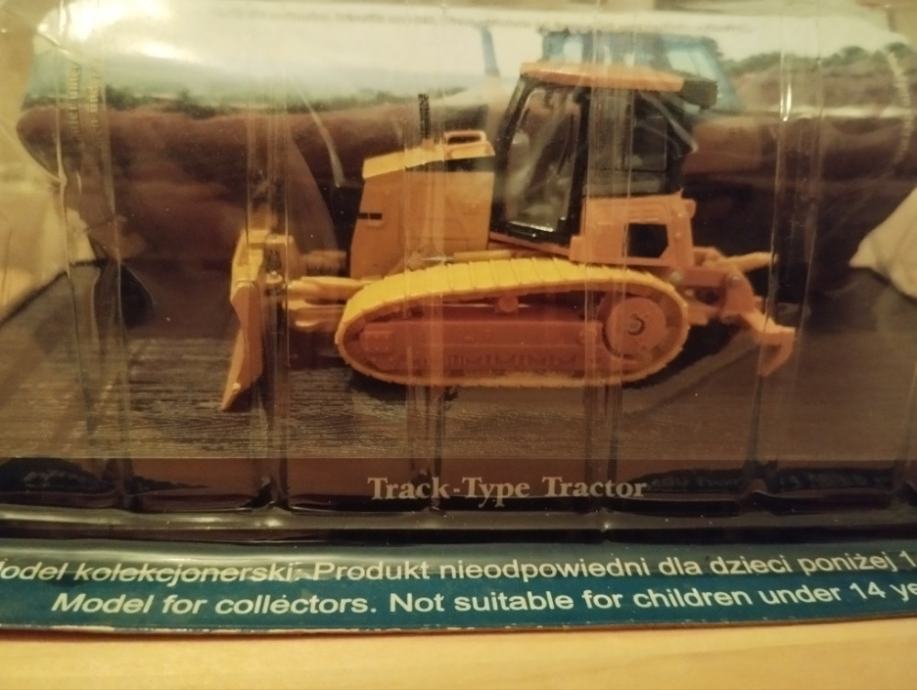 Track-Type Tractor
Model kolekcjonerski. Produkt nieodpowiedni dla dzieci poniżej 1
Model for collectors. Not suitable for children under 14 ye